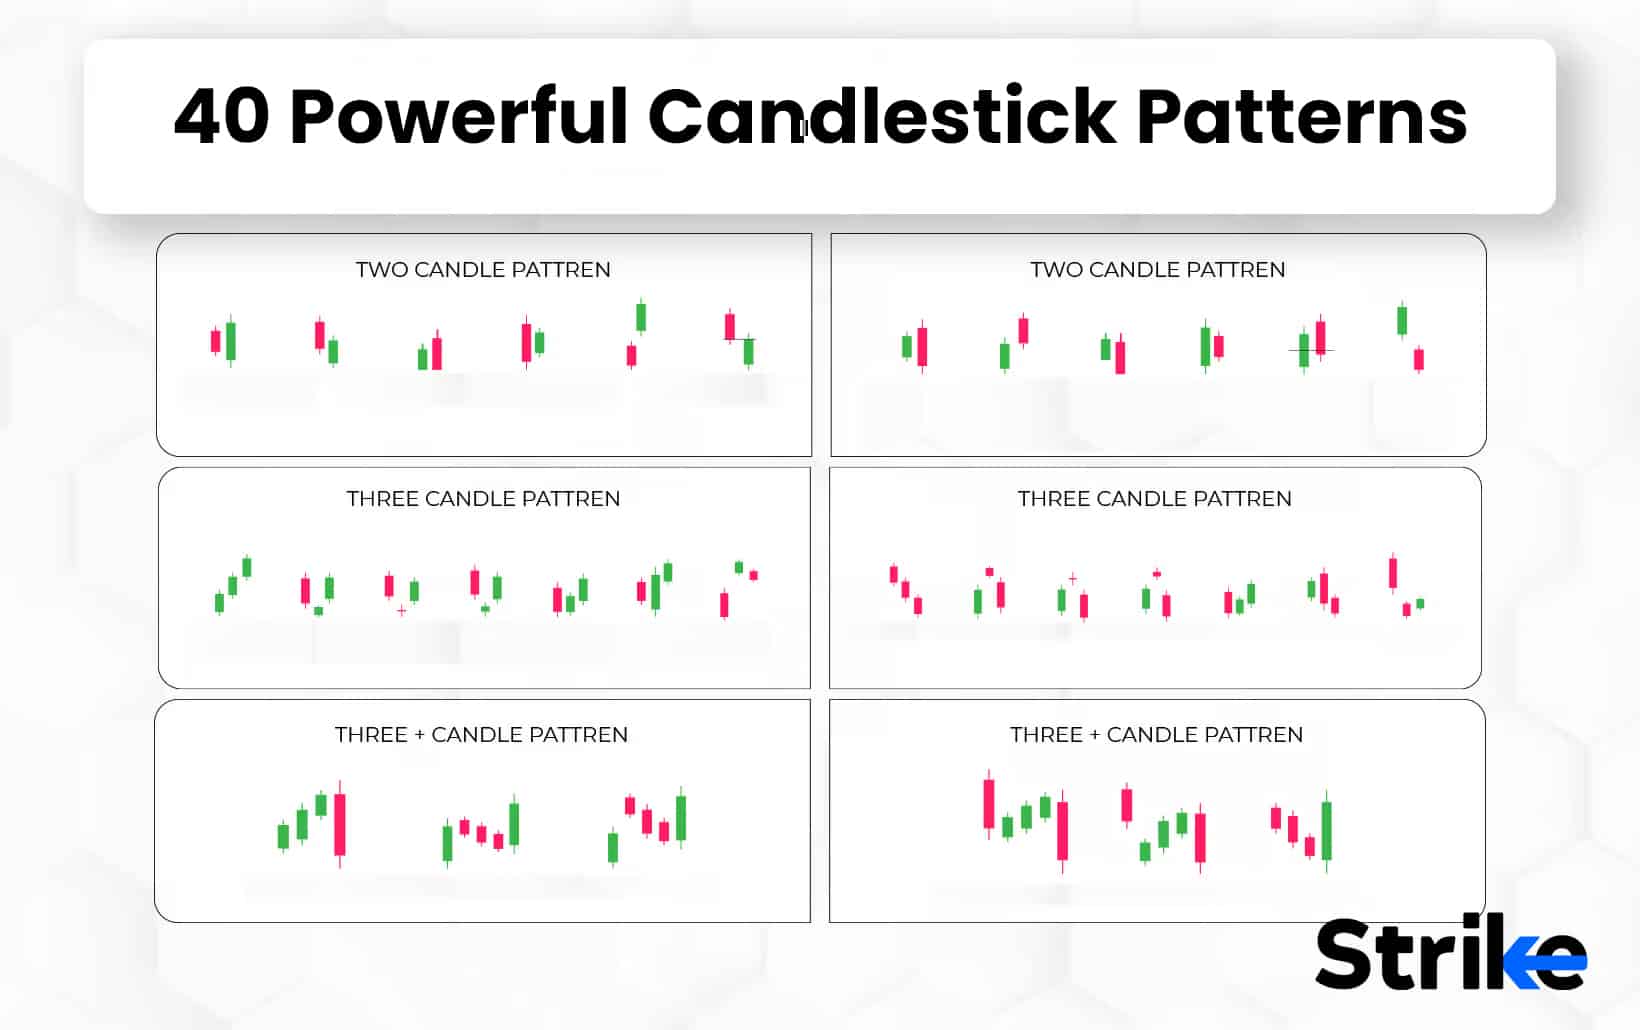 40 Powerful Candlestick Patterns
TWO CANDLE PATTREN
TWO CANDLE PATTREN
THREE CANDLE PATTREN
THREE CANDLE PATTREN
THREE + CANDLE PATTREN
THREE + CANDLE PATTREN
Strike